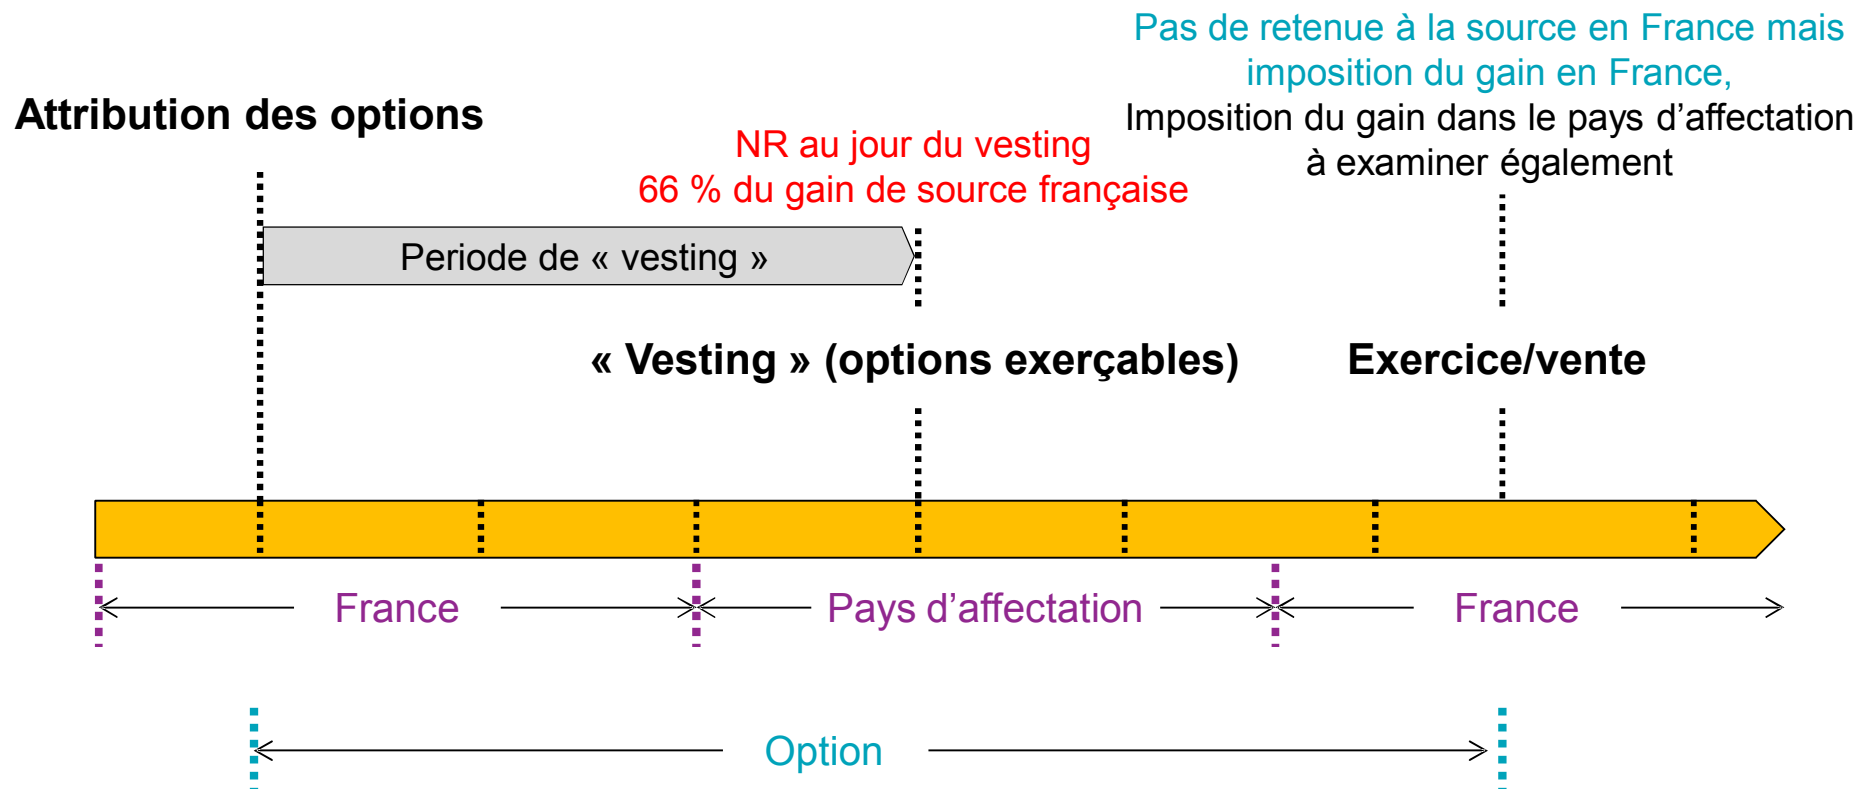 Pas de retenue à la source en France mais
imposition du gain en France,
Imposition du gain dans le pays d’affectation
à examiner également
Attribution des options
NR au jour du vesting
66 % du gain de source française
Periode de « vesting »
« Vesting » (options exerçables)
Exercice/vente
France
Pays d’affectation
France
Option